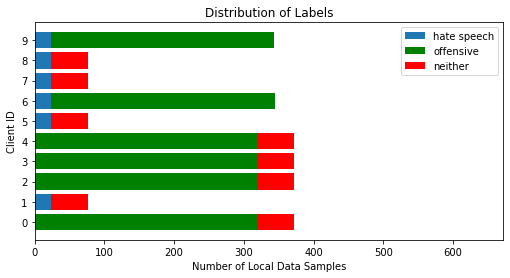 Distribution of Labels
hate speech
offensive
neither
Client ID
9
8
7
6
5
4
3
2
1
0
0 100 200 300 400 500 600
Number of Local Data Samples